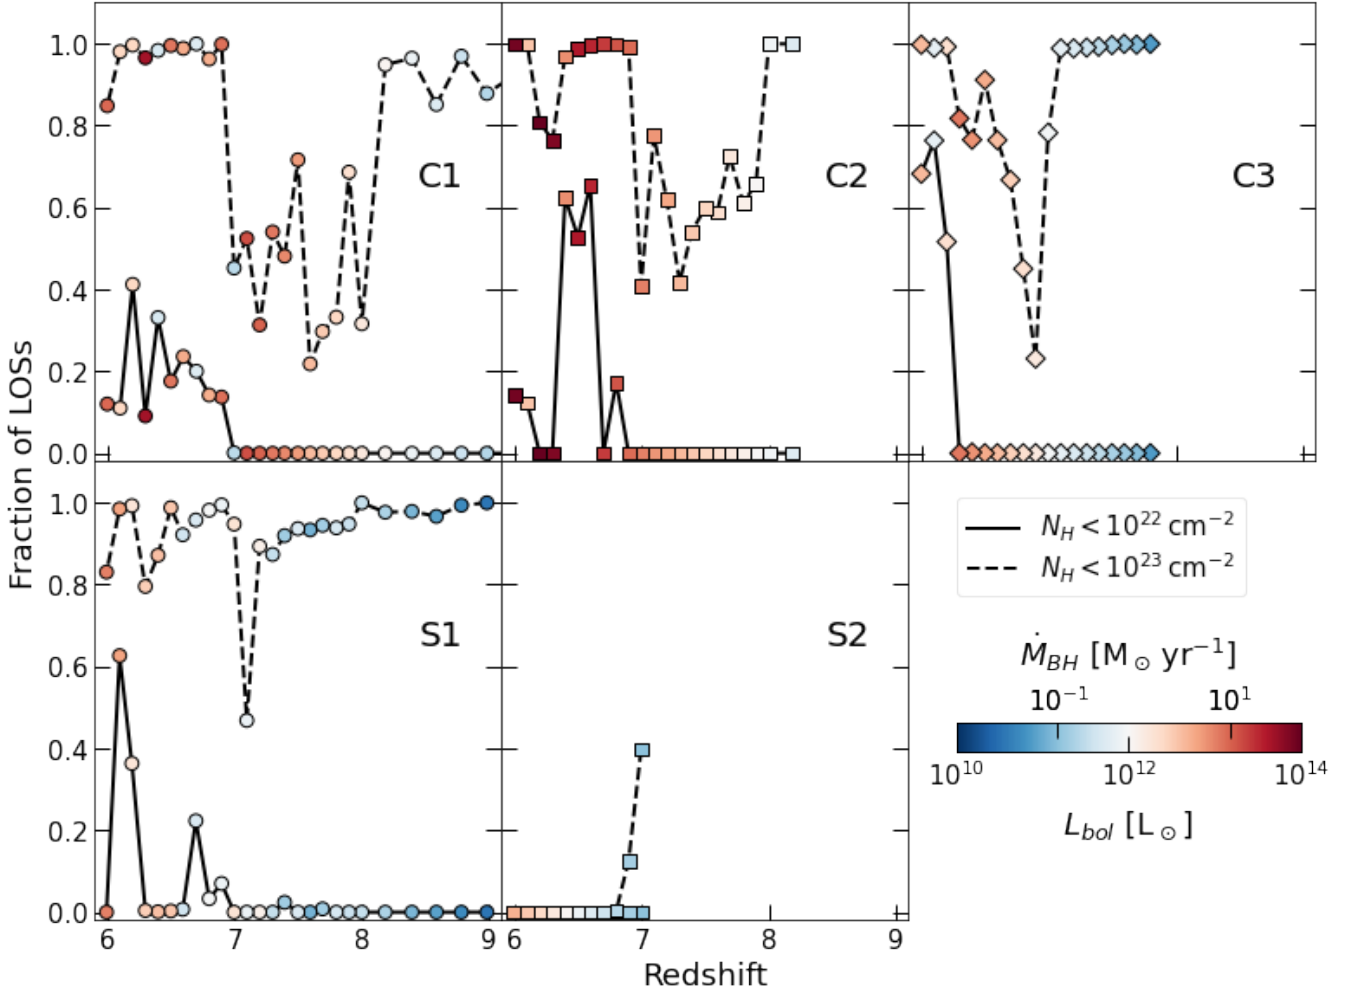 1.0
0.8
0.6
0.4
0.2
0.0
C1
C2
C3
Fraction of LOSs
1.0
0.8
0.6
0.4
0.2
0.0
S1
S2
6 7 8 9 6 7 8 9
Redshift
N_H < 10^22 cm^−2
N_H < 10^23 cm^−2
Ṁ_BH [M_⊙ yr^−1]
10^−1 10^1
10^10 10^12 10^14
L_bol [L_⊙]